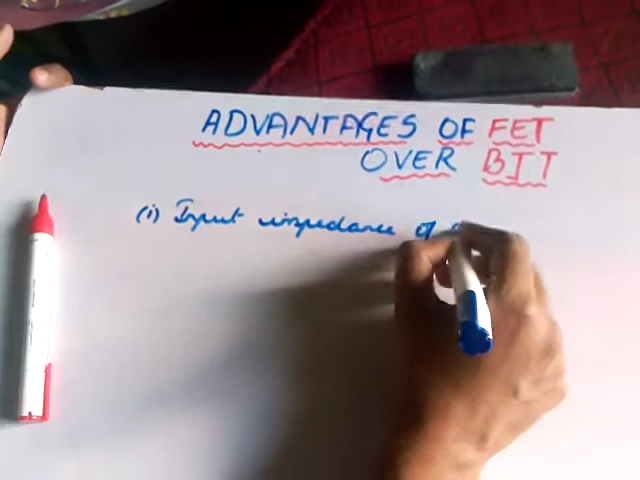 ADVANTAGES OF FET
OVER BJT
(i) Input impedance of